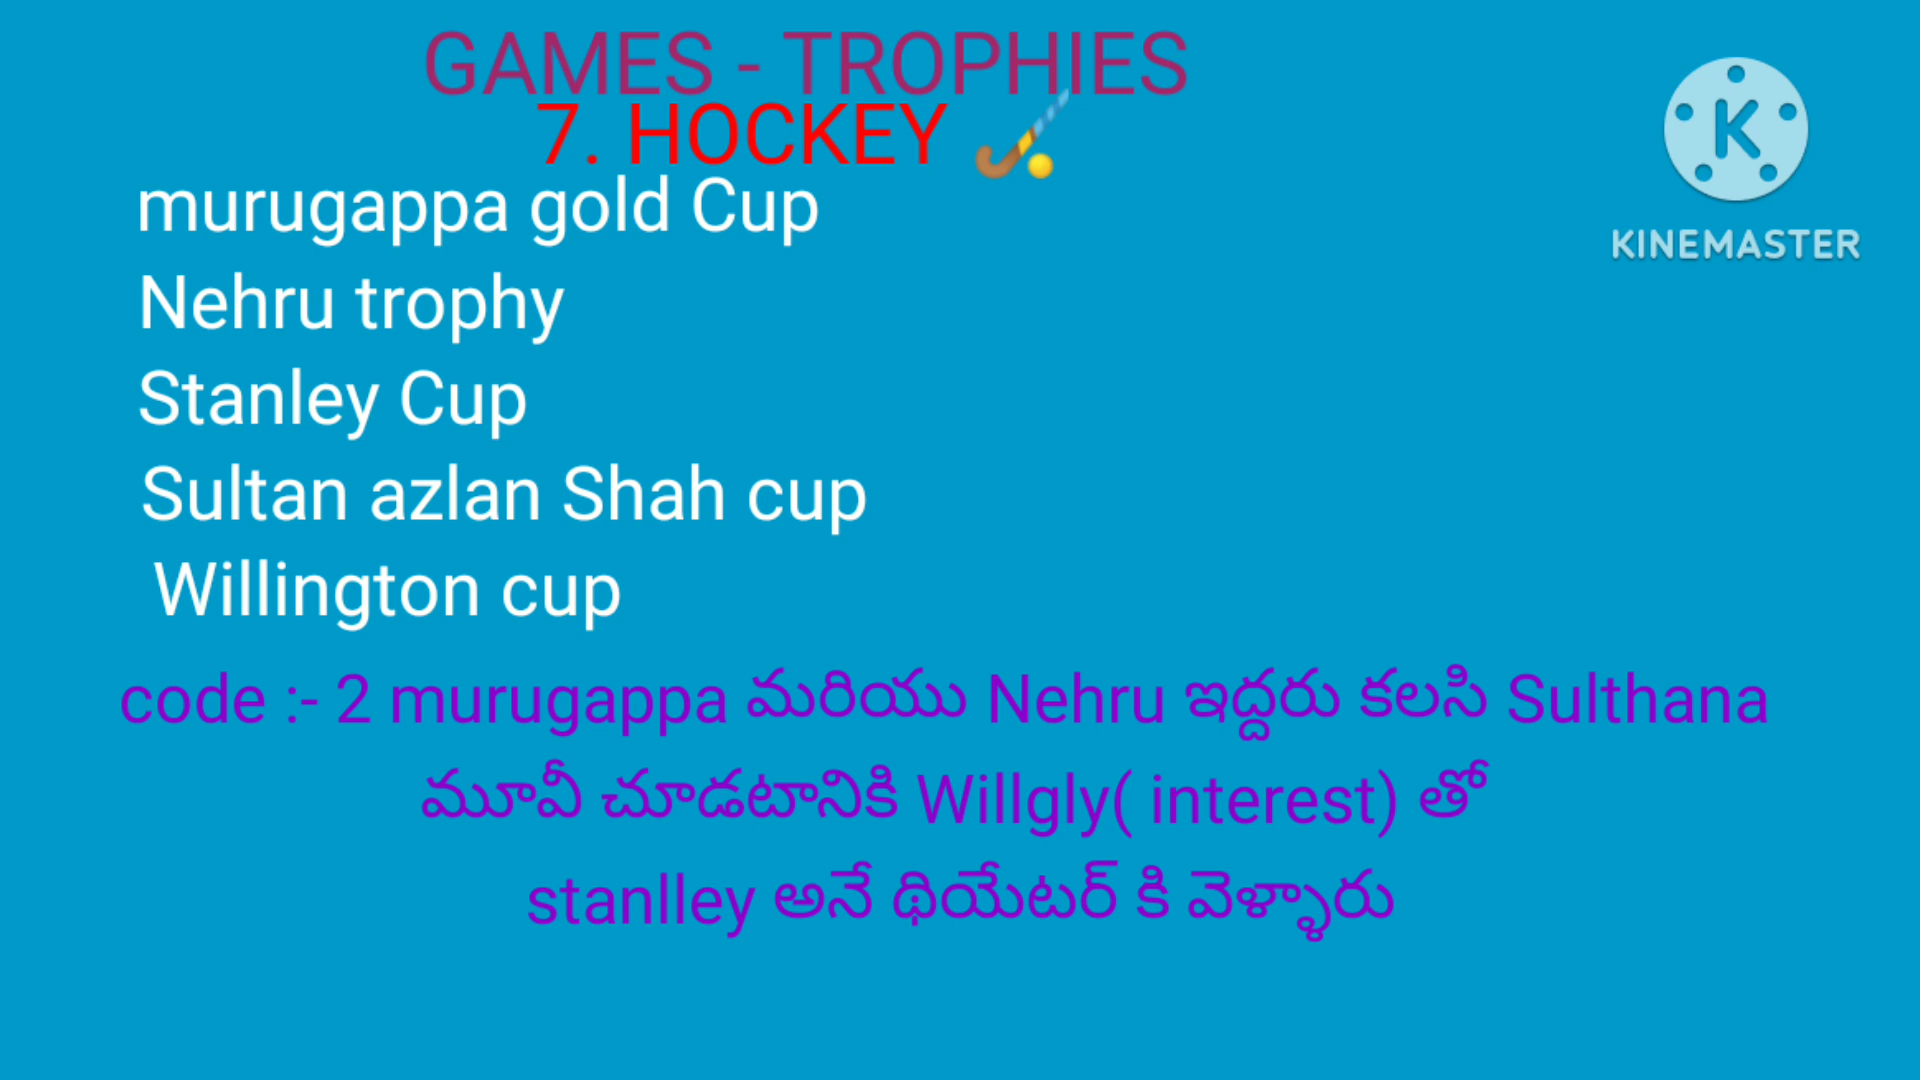 GAMES - TROPHIES
7. HOCKEY 🏑
K
KINEMASTER
murugappa gold Cup
Nehru trophy
Stanley Cup
Sultan azlan Shah cup
Willington cup
code :- 2 murugappa మరియు Nehru ఇద్దరు కలసి Sulthana
మూవీ చూడటానికి Willgly( interest) తో
stanlley అనే థియేటర్ కి వెళ్ళారు